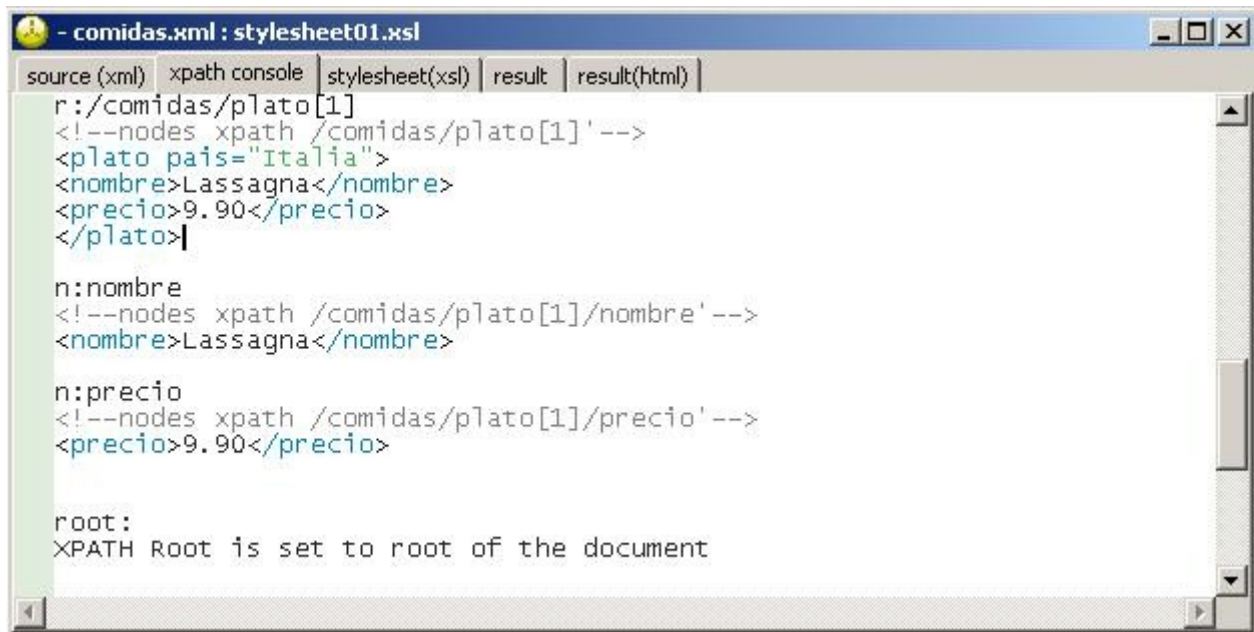 - comidas.xml : stylesheet01.xsl
source (xml) xpath console stylesheet(xsl) result result(html)
r:/comidas/plato[1]
<!--nodes xpath /comidas/plato[1]'-->
<plato pais="Italia">
<nombre>Lassagna</nombre>
<precio>9.90</precio>
</plato>
n:nombre
<!--nodes xpath /comidas/plato[1]/nombre'-->
<nombre>Lassagna</nombre>
n:precio
<!--nodes xpath /comidas/plato[1]/precio'-->
<precio>9.90</precio>
root:
XPATH Root is set to root of the document